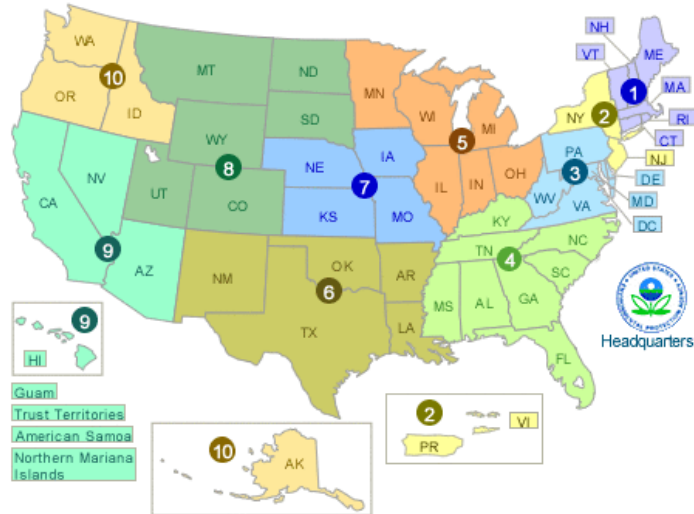 NH
WA
VT
ME
MT
ND
10
OR
MN
MA
ID
1
WI
SD
NY
2
RI
MI
WY
CT
5
PA
NJ
IA
NE
8
3
DE
NV
OH
7
IL
IN
UT
MD
WV
CO
CA
VA
DC
KS
MO
KY
NC
TN
9
OK
4
AZ
NM
AR
SC
6
MS
AL
GA
9
TX
LA
HI
FL
Headquarters
Guam
Trust Territories
2
American Samoa
VI
PR
10
Northern Mariana
Islands
AK